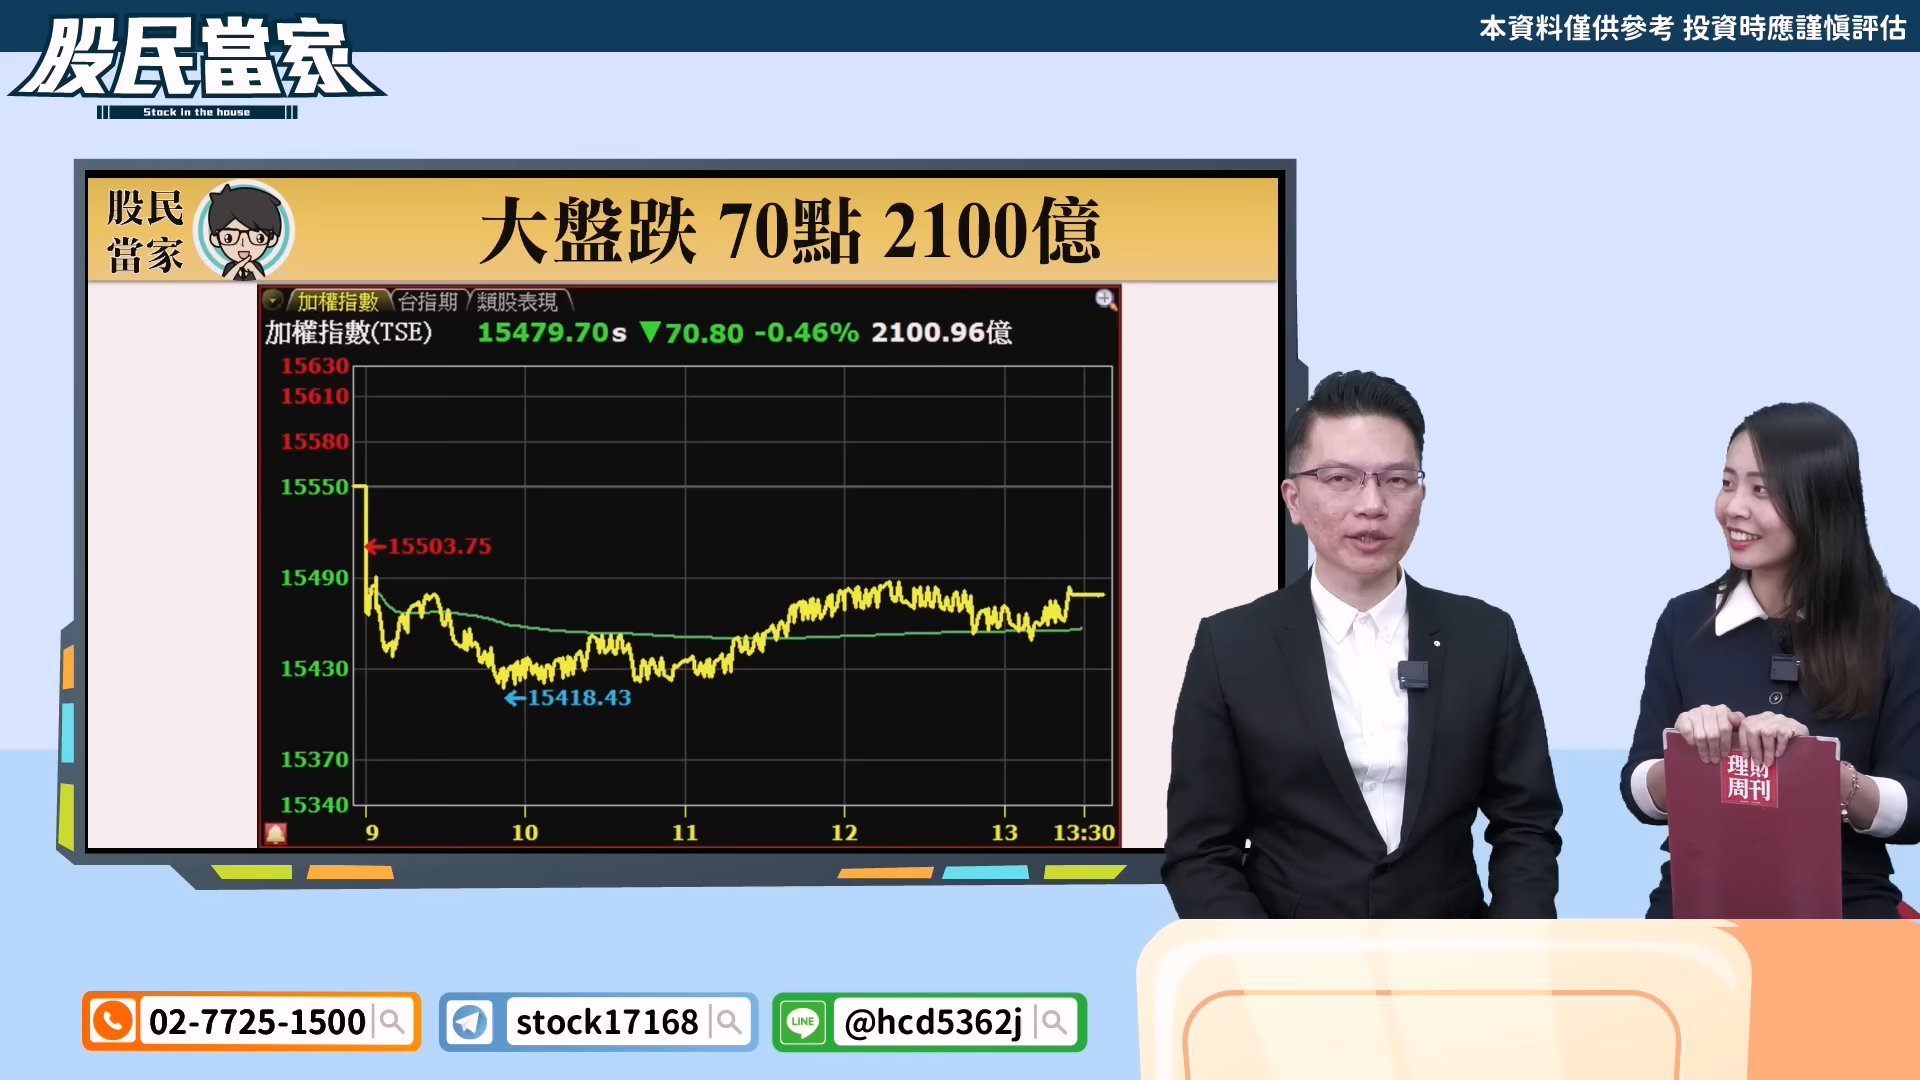 股民當家
Stock in the house
本資料僅供參考 投資時應謹慎評估
股民
當家
大盤跌 70點 2100億
加權指數 台指期 類股表現
加權指數(TSE) 15479.70s ▼70.80 -0.46% 2100.96億
15630
15610
15580
15550
←15503.75
15490
15430
←15418.43
15370
15340
9 10 11 12 13 13:30
理財
周刊
02-7725-1500
stock17168
LINE
@hcd5362j